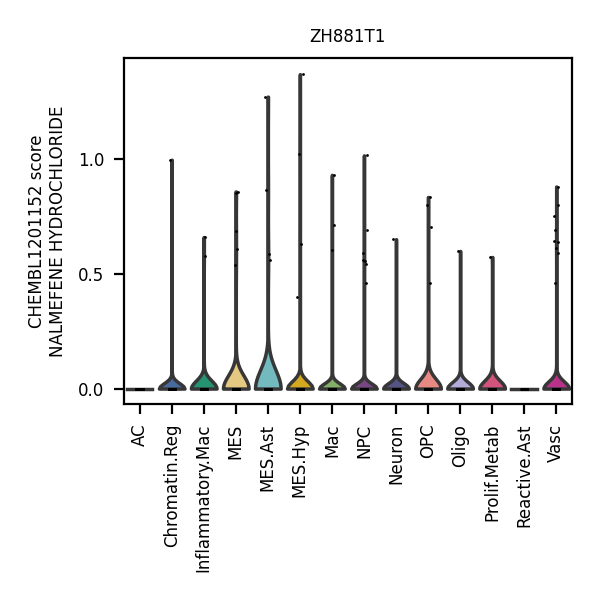 ZH881T1
CHEMBL1201152 score
NALMEFENE HYDROCHLORIDE
1.0
0.5
0.0
AC
Chromatin.Reg
Inflammatory.Mac
MES
MES.Ast
MES.Hyp
Mac
NPC
Neuron
OPC
Oligo
Prolif.Metab
Reactive.Ast
Vasc